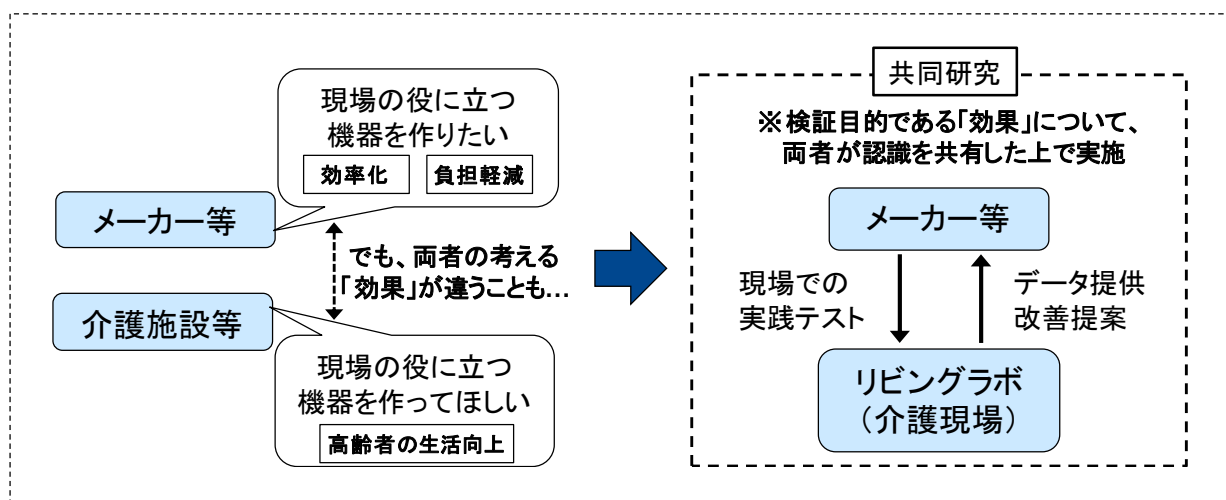 現場の役に立つ
機器を作りたい
効率化
負担軽減
メーカー等
でも、両者の考える
「効果」が違うことも…
介護施設等
現場の役に立つ
機器を作ってほしい
高齢者の生活向上
共同研究
※検証目的である「効果」について、
両者が認識を共有した上で実施
メーカー等
現場での
実践テスト
データ提供
改善提案
リビングラボ
（介護現場）